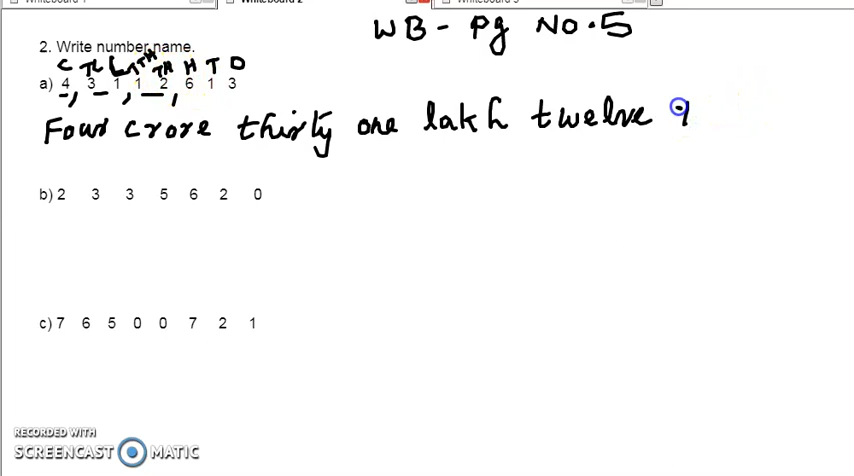 WB - Pg No. 5
2. Write number name.
C TL L TTH TH H T O
a) 4, 3 1, 1 2, 6 1 3
Four crore thirty one lakh twelve
b) 2 3 3 5 6 2 0
c) 7 6 5 0 0 7 2 1
RECORDED WITH
SCREENCAST MATIC